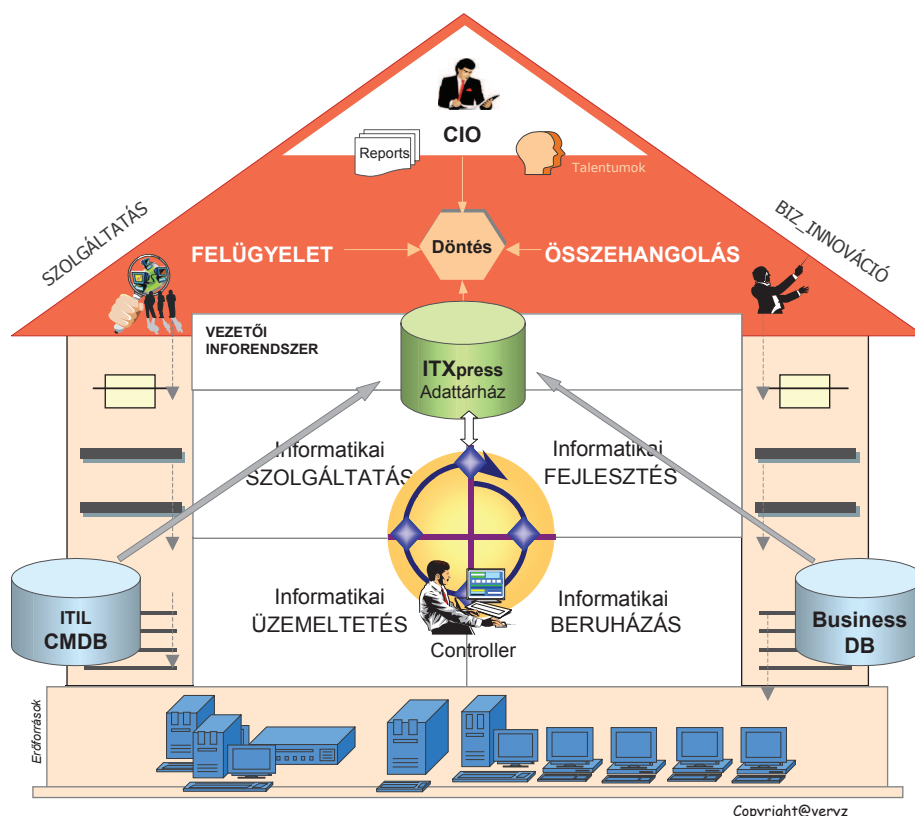 CIO
Reports
Talentumok
SZOLGÁLTATÁS
BIZ_INNOVÁCIÓ
FELÜGYELET
Döntés
ÖSSZEHANGOLÁS
VEZETŐI
INFORENDSZER
ITXpress
Adattárház
Informatikai
SZOLGÁLTATÁS
Informatikai
FEJLESZTÉS
ITIL
CMDB
Informatikai
ÜZEMELTETÉS
Informatikai
BERUHÁZÁS
Business
DB
Controller
Erőforrások
Copyright@veryz